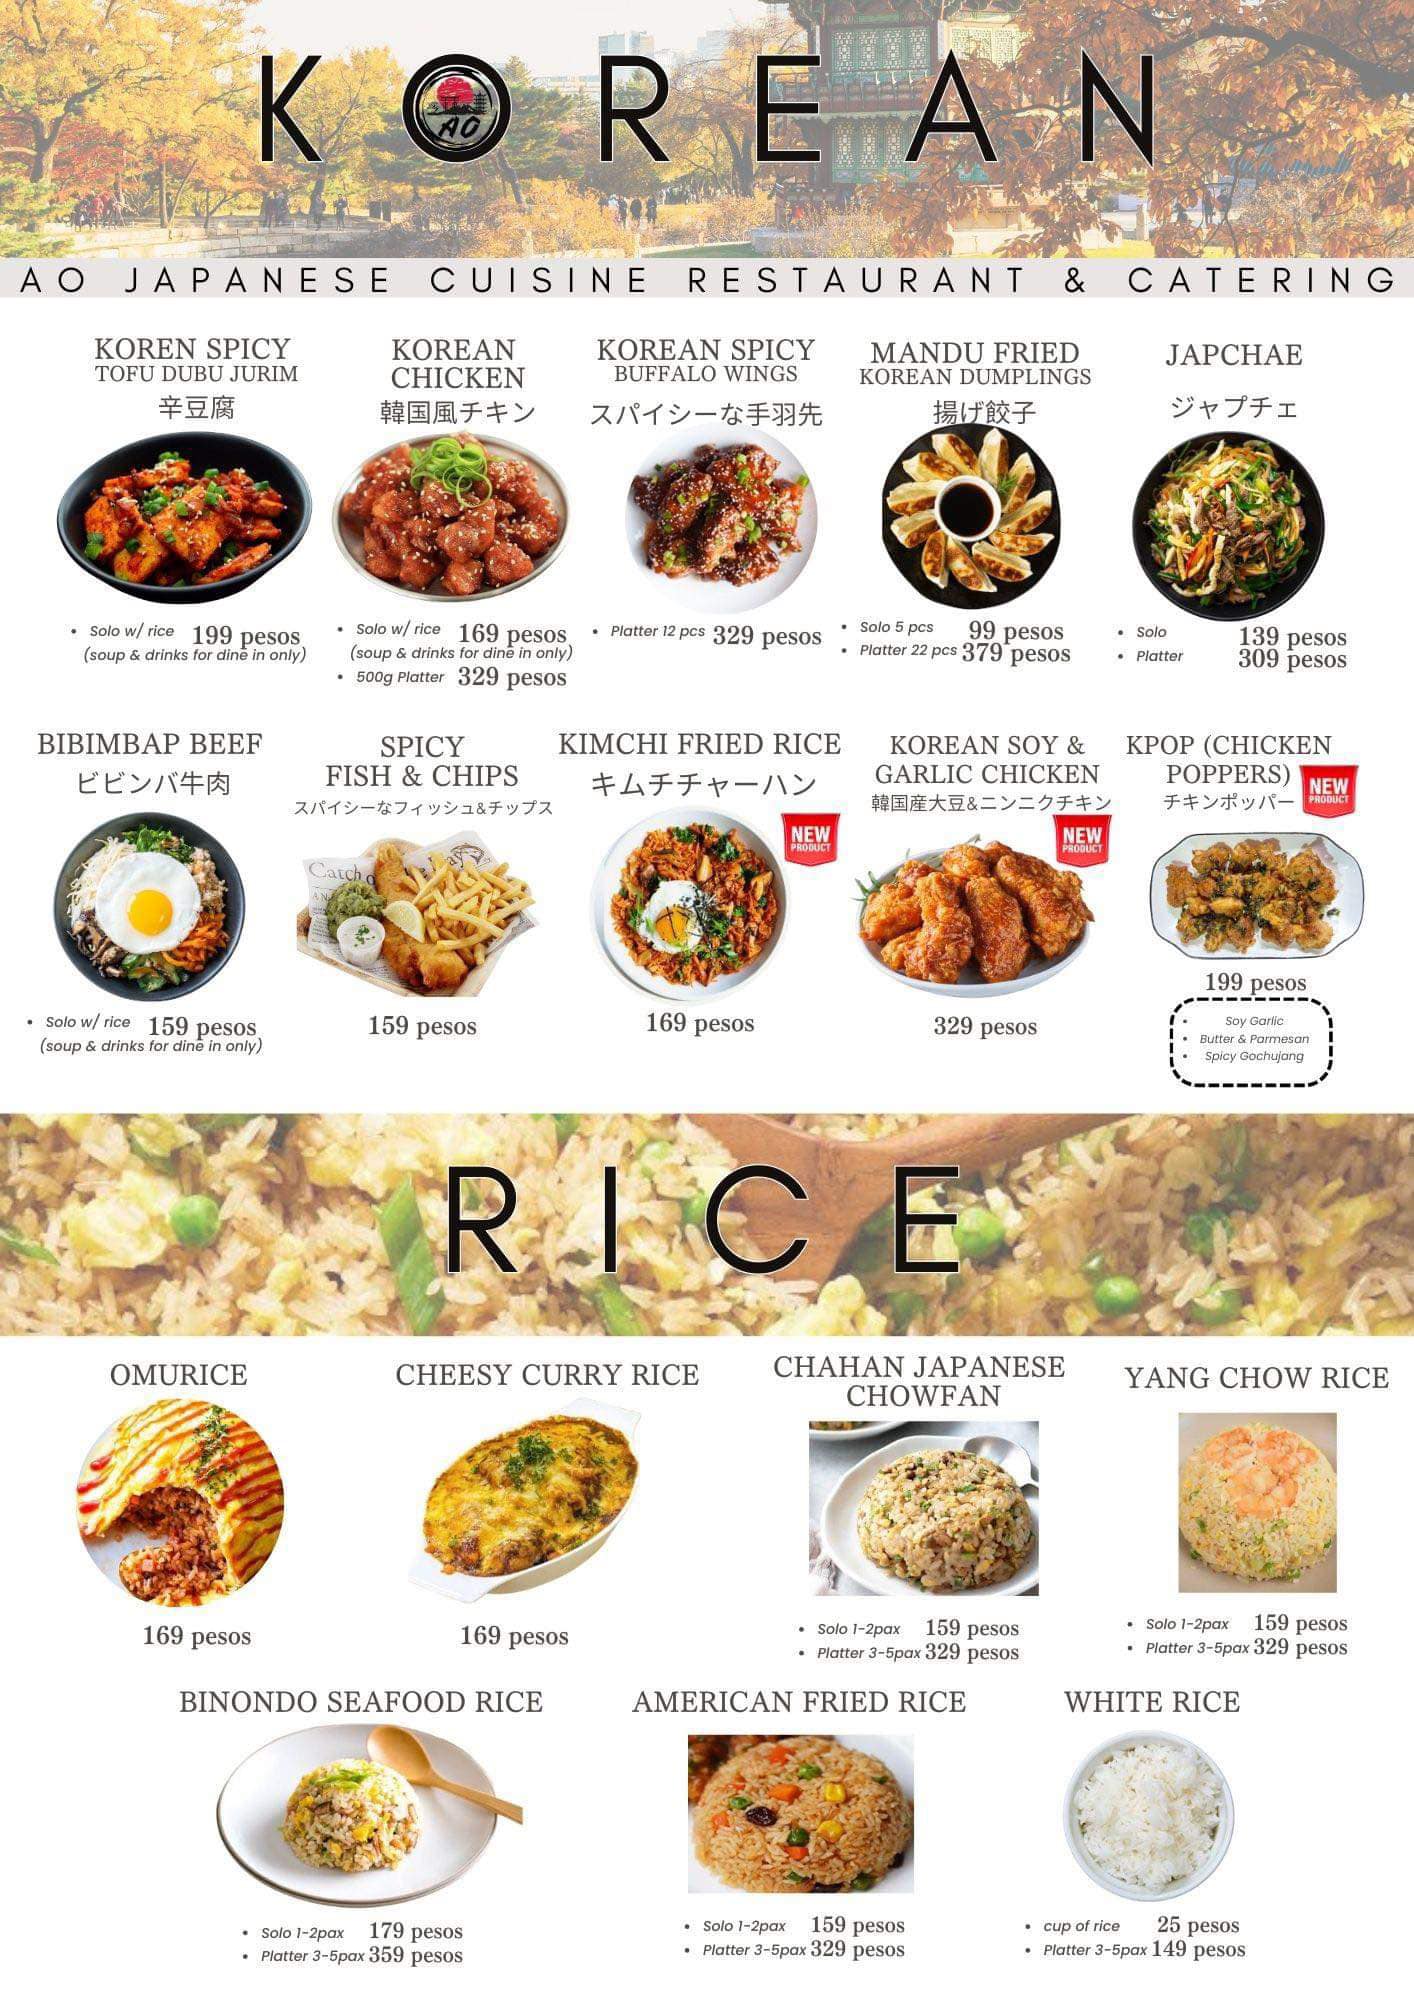 KOREAN
AO
AO JAPANESE CUISINE RESTAURANT & CATERING
KOREN SPICY
TOFU DUBU JURIM
辛豆腐
• Solo w/ rice 199 pesos
(soup & drinks for dine in only)
KOREAN
CHICKEN
韓国風チキン
• Solo w/ rice 169 pesos
(soup & drinks for dine in only)
• 500g Platter 329 pesos
KOREAN SPICY
BUFFALO WINGS
スパイシーな手羽先
• Platter 12 pcs 329 pesos
MANDU FRIED
KOREAN DUMPLINGS
揚げ餃子
• Solo 5 pcs 99 pesos
• Platter 22 pcs 379 pesos
JAPCHAE
ジャプチェ
• Solo 139 pesos
• Platter 309 pesos
BIBIMBAP BEEF
ビビンバ牛肉
• Solo w/ rice 159 pesos
(soup & drinks for dine in only)
SPICY
FISH & CHIPS
スパイシーなフィッシュ&チップス
Catch o
159 pesos
KIMCHI FRIED RICE
キムチチャーハン
NEW
PRODUCT
169 pesos
KOREAN SOY &
GARLIC CHICKEN
韓国産大豆&ニンニクチキン
NEW
PRODUCT
329 pesos
KPOP (CHICKEN
POPPERS)
チキンポッパー
NEW
PRODUCT
199 pesos
• Soy Garlic
• Butter & Parmesan
• Spicy Gochujang
RICE
OMURICE
169 pesos
CHEESY CURRY RICE
169 pesos
CHAHAN JAPANESE
CHOWFAN
• Solo 1-2pax 159 pesos
• Platter 3-5pax 329 pesos
YANG CHOW RICE
• Solo 1-2pax 159 pesos
• Platter 3-5pax 329 pesos
BINONDO SEAFOOD RICE
• Solo 1-2pax 179 pesos
• Platter 3-5pax 359 pesos
AMERICAN FRIED RICE
• Solo 1-2pax 159 pesos
• Platter 3-5pax 329 pesos
WHITE RICE
• cup of rice 25 pesos
• Platter 3-5pax 149 pesos